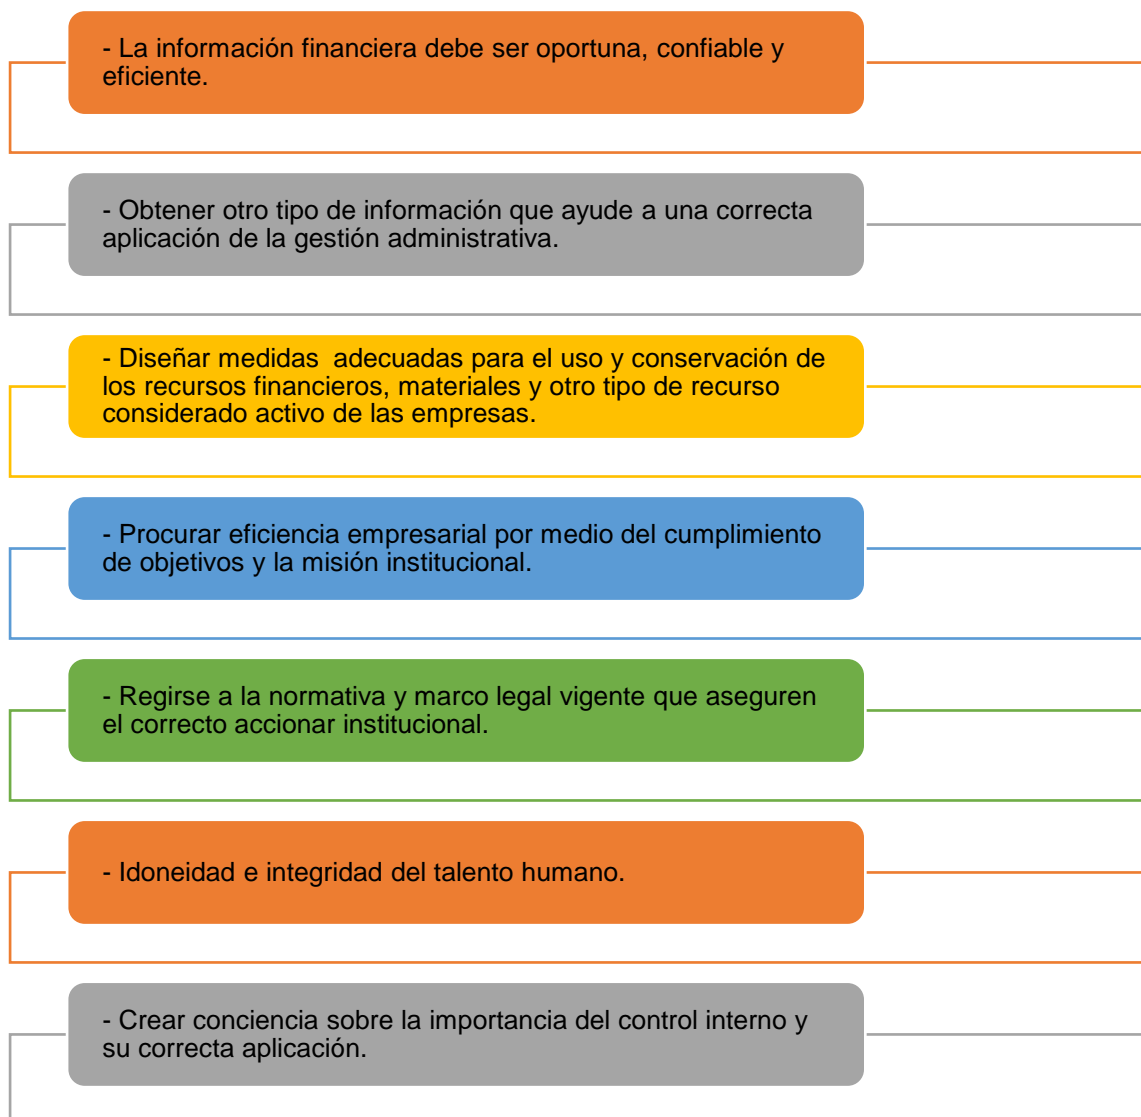 - La información financiera debe ser oportuna, confiable y
eficiente.
- Obtener otro tipo de información que ayude a una correcta
aplicación de la gestión administrativa.
- Diseñar medidas  adecuadas para el uso y conservación de
los recursos financieros, materiales y otro tipo de recurso
considerado activo de las empresas.
- Procurar eficiencia empresarial por medio del cumplimiento
de objetivos y la misión institucional.
- Regirse a la normativa y marco legal vigente que aseguren
el correcto accionar institucional.
- Idoneidad e integridad del talento humano.
- Crear conciencia sobre la importancia del control interno y
su correcta aplicación.